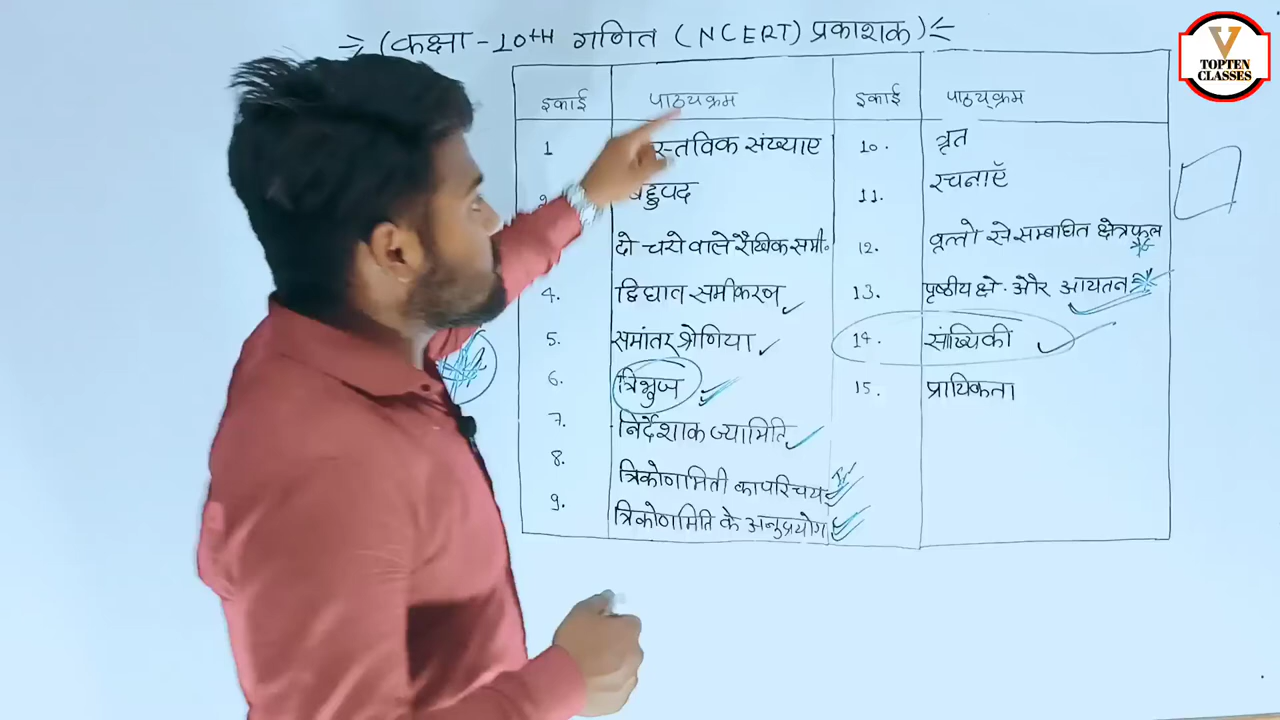 (कक्षा - 10TH गणित (NCERT) प्रकाशक)
V
TOPTEN
CLASSES
इकाई पाठ्यक्रम इकाई पाठ्यक्रम
1 10. त्रृत
बहुपद 11. रचनाएँ
दो चरो वाले रैखिक समी॰ 12. वृत्तो से सम्बाधित क्षेत्रफल
4. द्विघात समीकरण 13. पृष्ठीय क्षे. और आयतन
5. समांतर श्रेणिया 14. सांख्यिकी
6. त्रिभुज 15. प्रायिकता
7. निर्देशाक ज्यामिति
8. त्रिकोणामिती का परिचय
9. त्रिकोणमिति के अनुप्रयोग